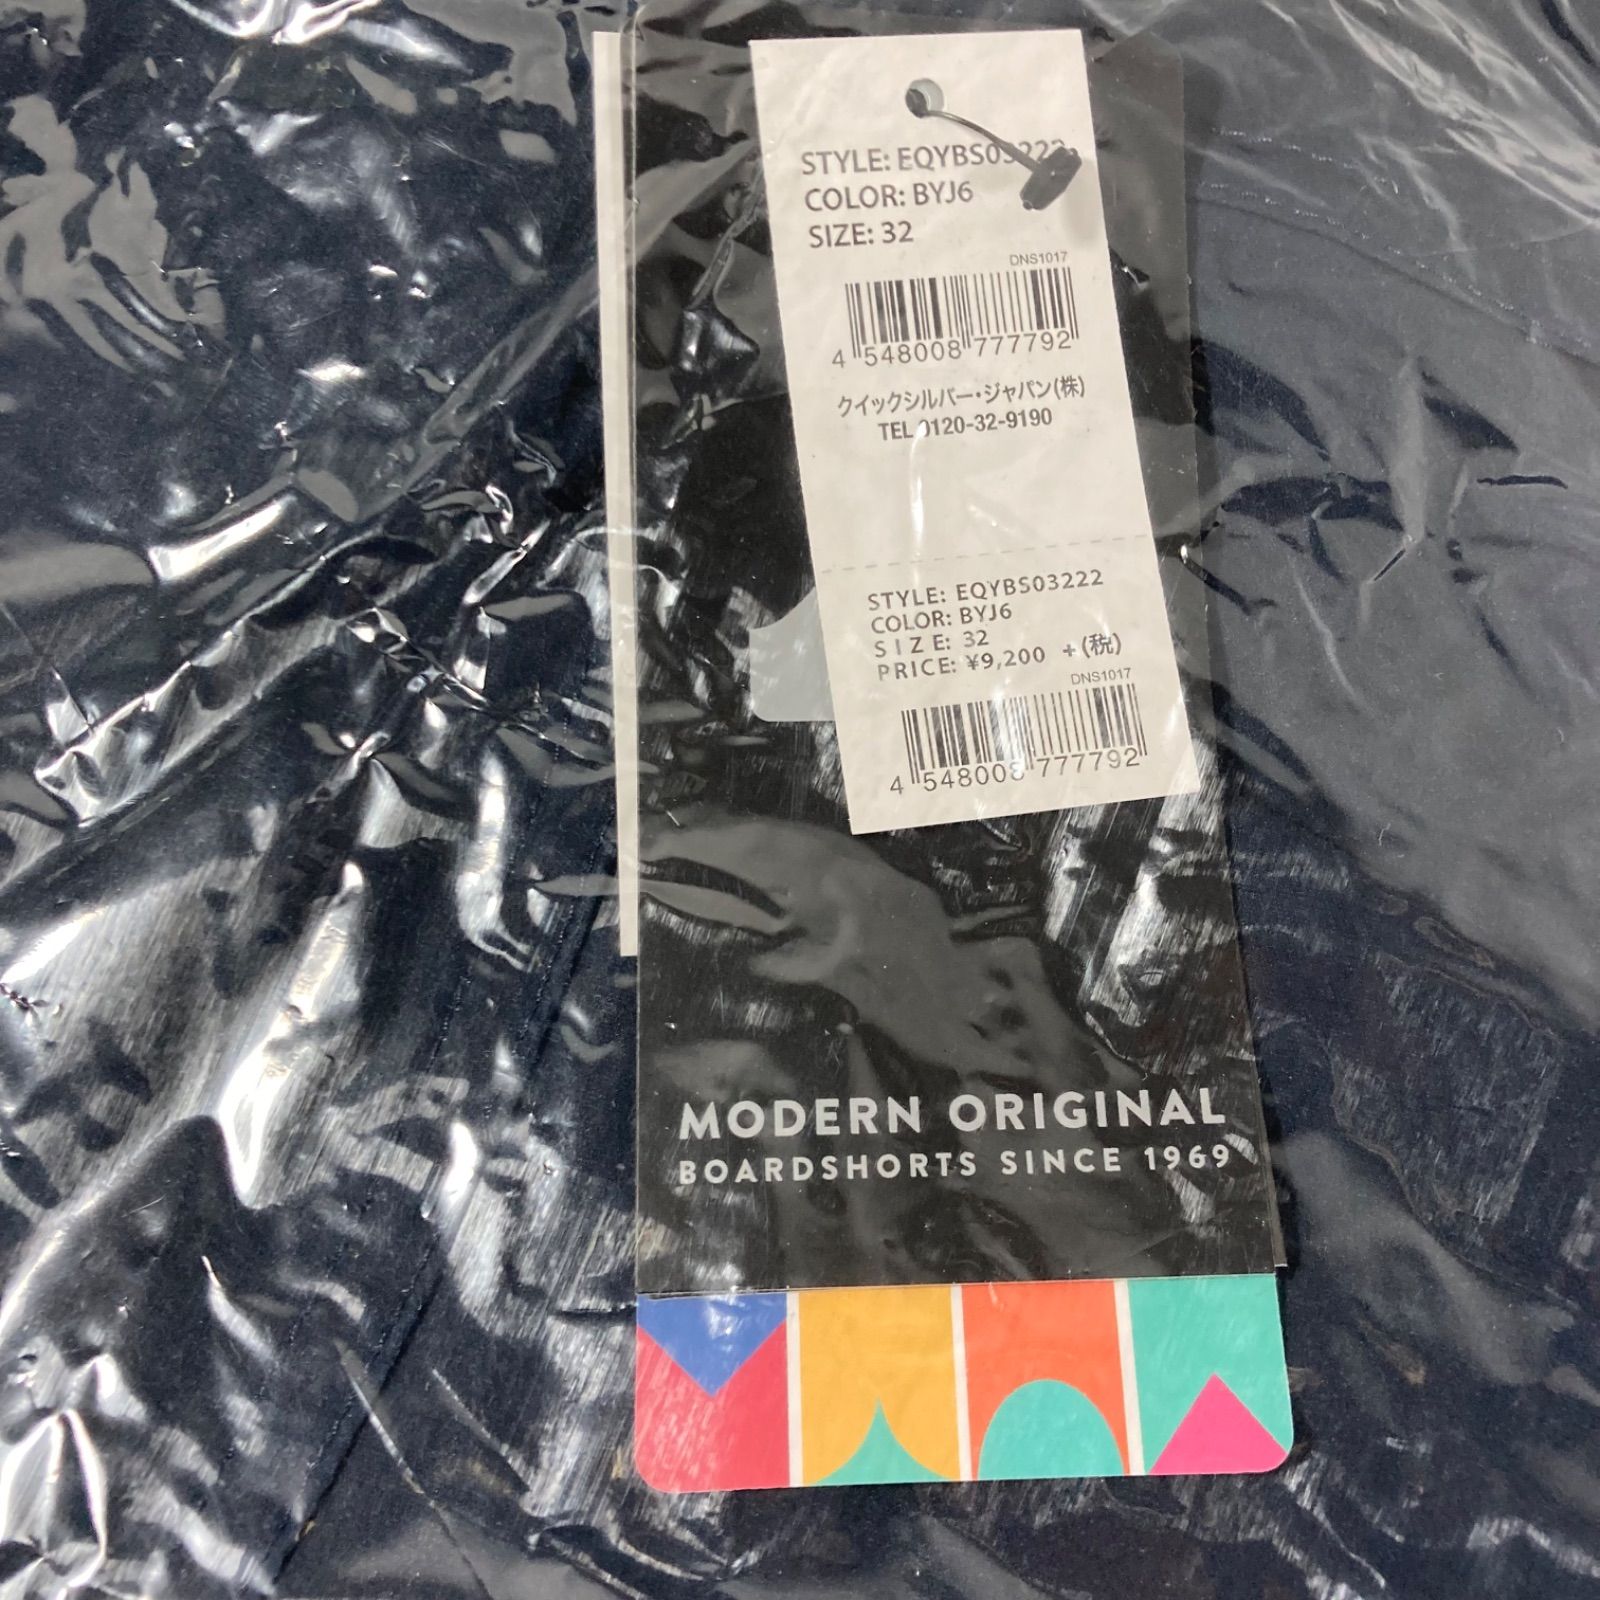 STYLE: EQYBS03222
COLOR: BYJ6
SIZE: 32
DNS1017
4 548008 777792
クイックシルバー・ジャパン(株)
TEL 0120-32-9190
STYLE: EQYBS03222
COLOR: BYJ6
SIZE: 32
PRICE: ¥9,200 +(税)
DNS1017
4 548008 777792
MODERN ORIGINAL
BOARDSHORTS SINCE 1969